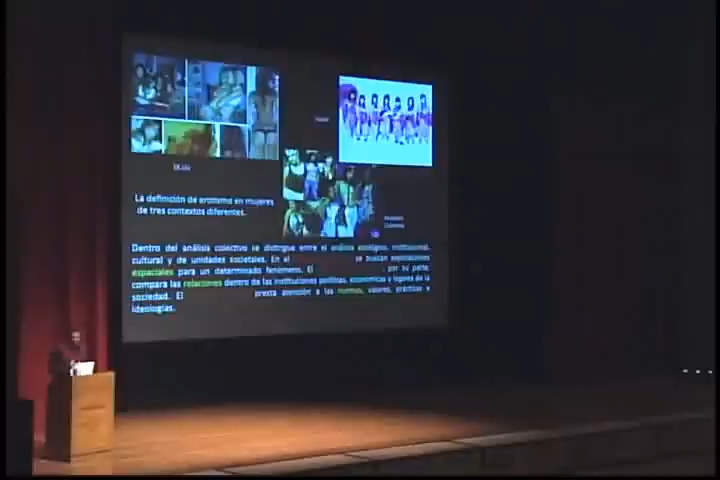 La definición de erotismo en mujeres
de tres contextos diferentes.
Dentro del análisis colectivo se distingue entre el análisis ecológico, institucional,
cultural y de unidades societales. En el se buscan explicaciones
espaciales para un determinado fenómeno. El , por su parte,
compara las relaciones dentro de las instituciones políticas, económicas y legales de la
sociedad. El presta atención a las normas, valores, prácticas e
ideologías.